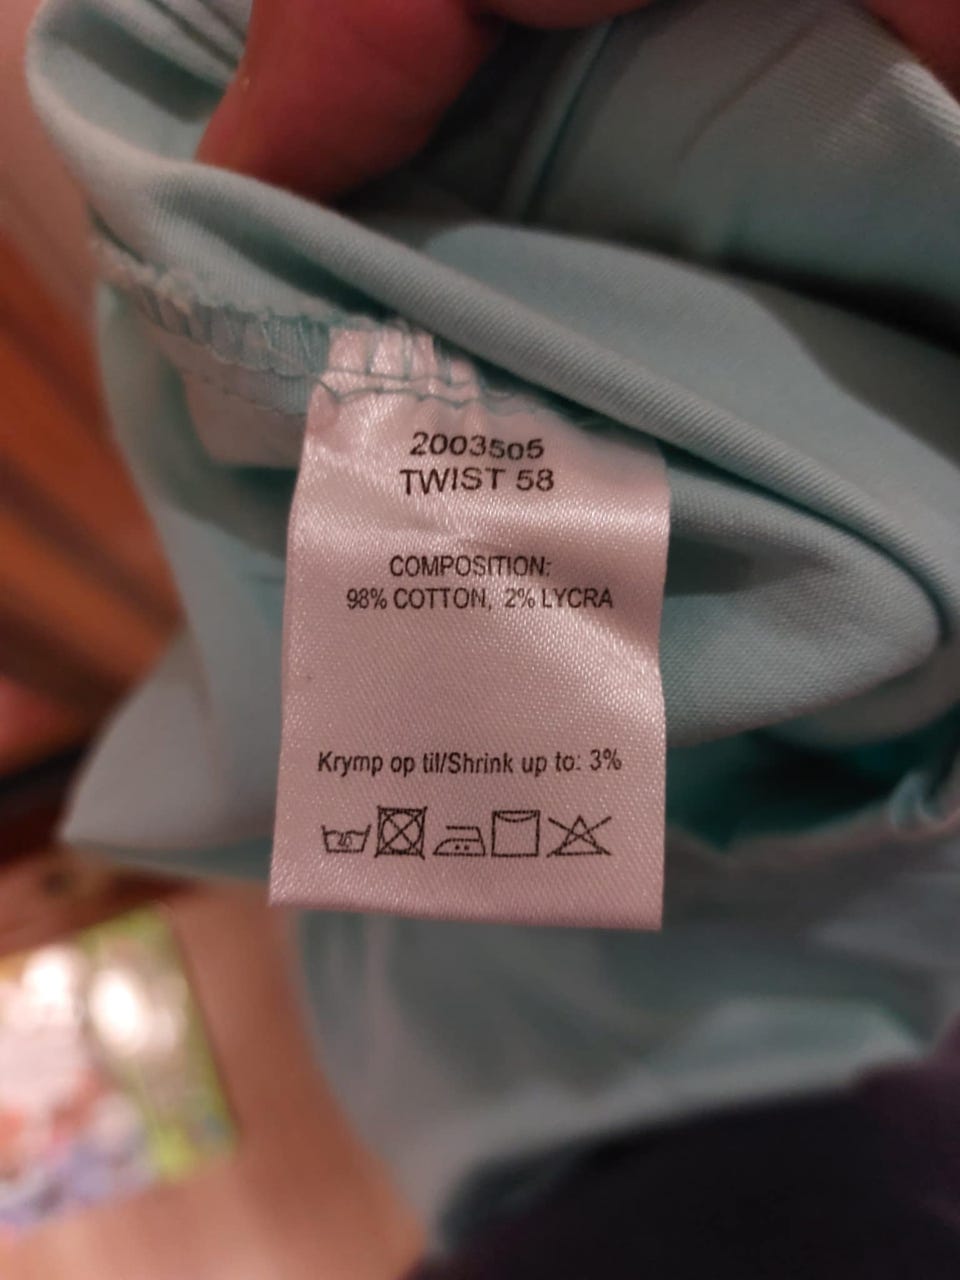 2003505
TWIST 58
COMPOSITION:
98% COTTON, 2% LYCRA
Krymp op til/Shrink up to: 3%